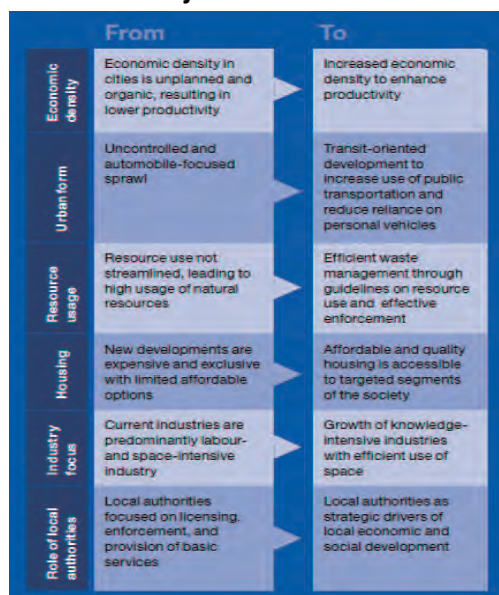 From
To
Economic
density
Economic density in
cities is unplanned and
organic, resulting in
lower productivity
Increased economic
density to enhance
productivity
Urban form
Uncontrolled and
automobile-focused
sprawl
Transit-oriented
development to
increase use of public
transportation and
reduce reliance on
personal vehicles
Resource
usage
Resource use not
streamlined, leading to
high usage of natural
resources
Efficient waste
management through
guidelines on resource
use and effective
enforcement
Housing
New developments are
expensive and exclusive
with limited affordable
options
Affordable and quality
housing is accessible
to targeted segments
of the society
Industry
focus
Current industries are
predominantly labour-
and space-intensive
industry
Growth of knowledge-
intensive industries
with efficient use of
space
Role of local
authorities
Local authorities
focused on licensing,
enforcement, and
provision of basic
services
Local authorities as
strategic drivers of
local economic and
social development